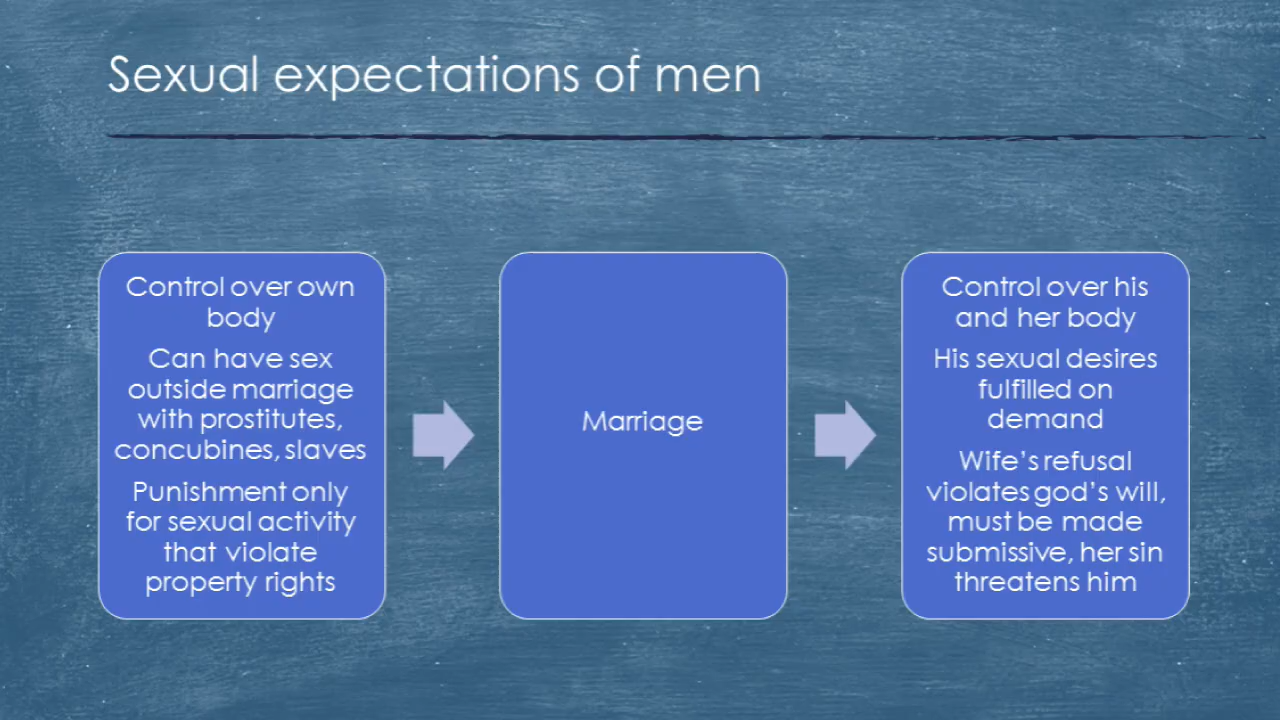 Sexual expectations of men
Control over own
body
Can have sex
outside marriage
with prostitutes,
concubines, slaves
Punishment only
for sexual activity
that violate
property rights
Marriage
Control over his
and her body
His sexual desires
fulfilled on
demand
Wife's refusal
violates god's will,
must be made
submissive, her sin
threatens him